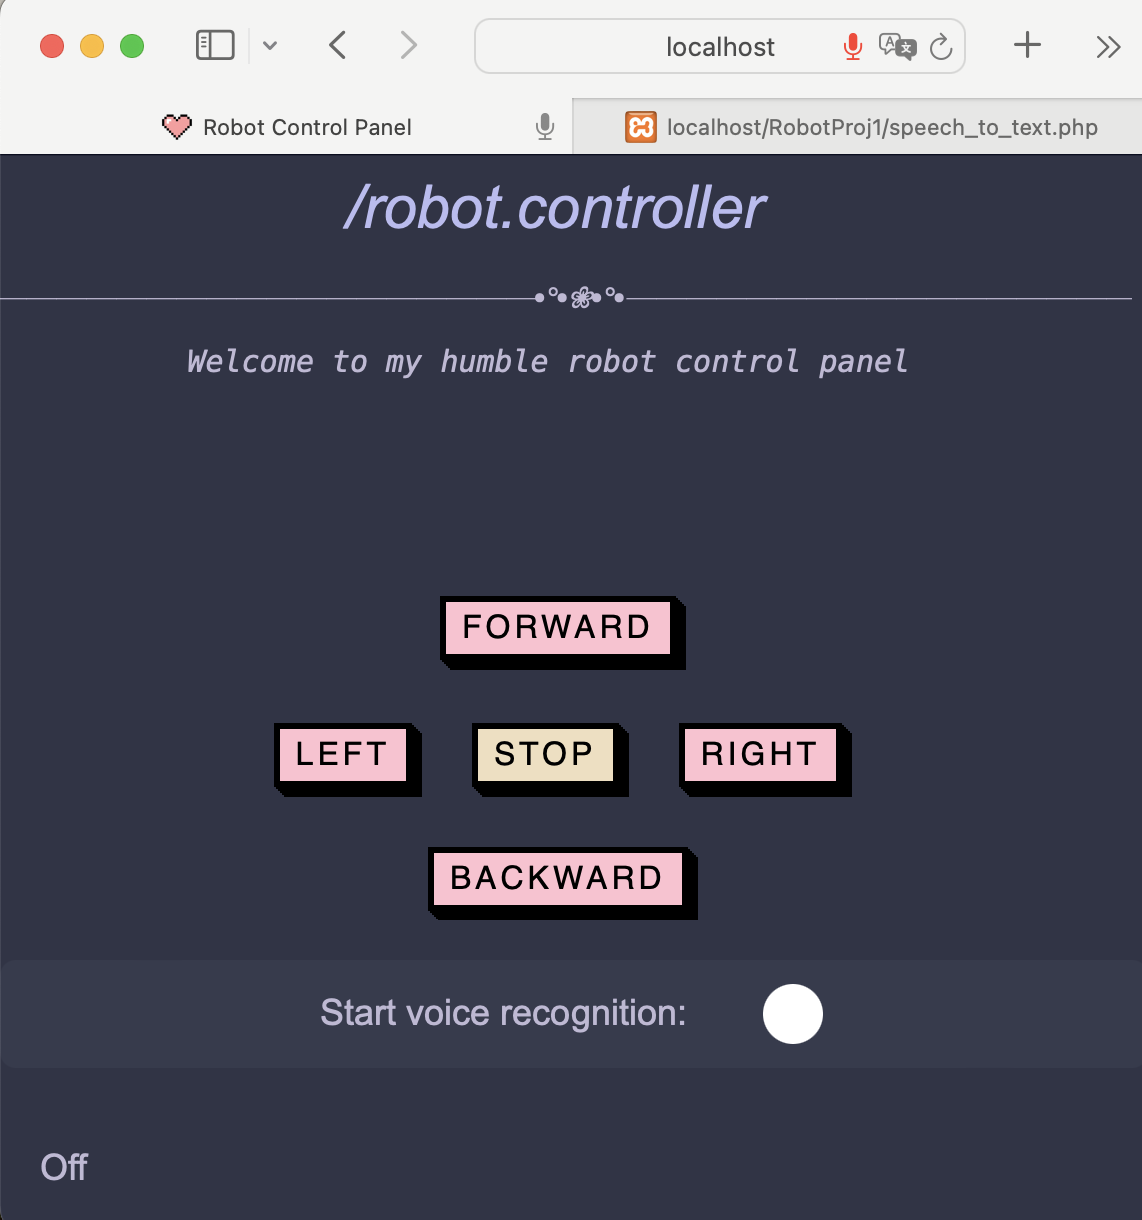 localhost
Robot Control Panel
localhost/RobotProj1/speech_to_text.php
/robot.controller
Welcome to my humble robot control panel
FORWARD
LEFT STOP RIGHT
BACKWARD
Start voice recognition:
Off